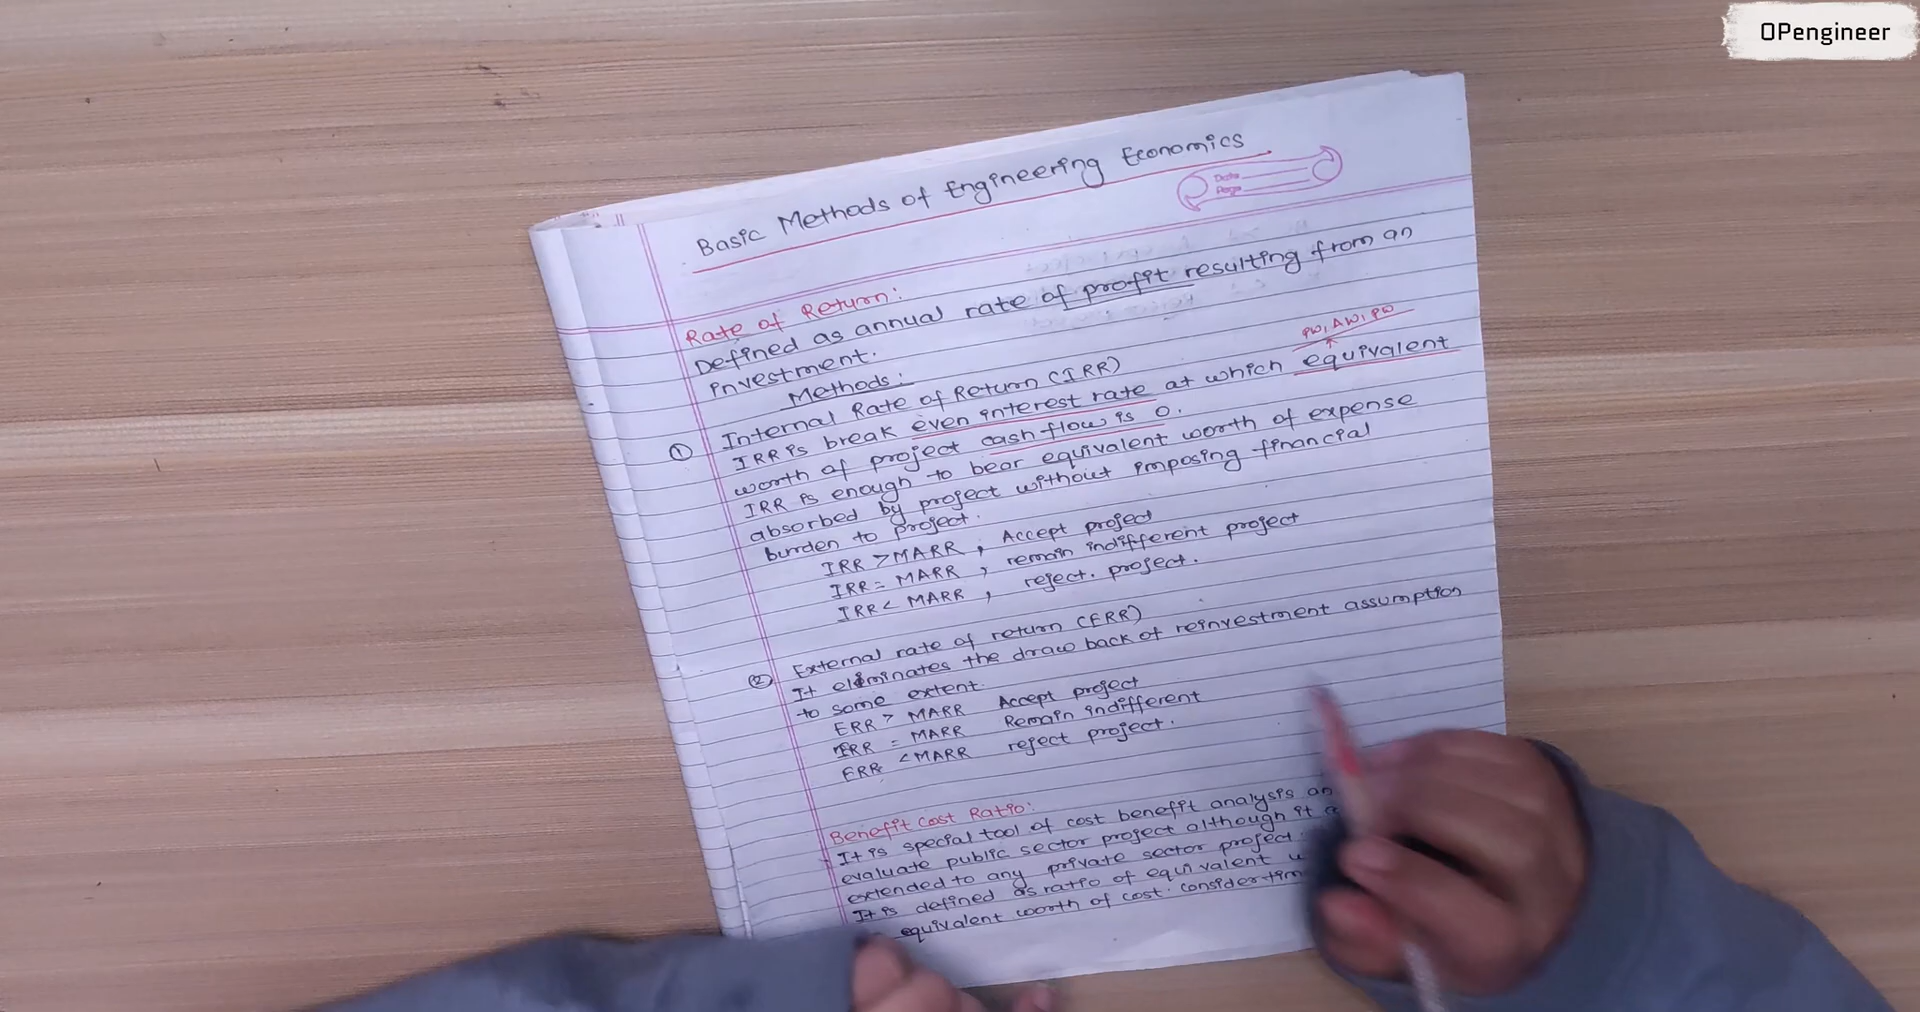 OPengineer
Basic Methods of Engineering Economics
Date
Page
Rate of Return:
Defined as annual rate of profit resulting from an
investment.
Methods:
① Internal Rate of Return (IRR)
IRR is break even interest rate at which equivalent
worth of project cash flow is 0.
IRR is enough to bear equivalent worth of expense
absorbed by project without imposing financial
burden to project.
IRR > MARR , Accept project
IRR = MARR , remain indifferent project
IRR < MARR , reject. project.
② External rate of return (ERR)
It eliminates the draw back of reinvestment assumption
to some extent.
ERR > MARR Accept project
= MARR Remain indifferent
ERR < MARR reject project.
Benefit Cost Ratio:
It is special tool of cost benefit analysis
evaluate public sector project although it
extended to any private sector project
It is defined as ratio of equivalent
equivalent worth of cost.